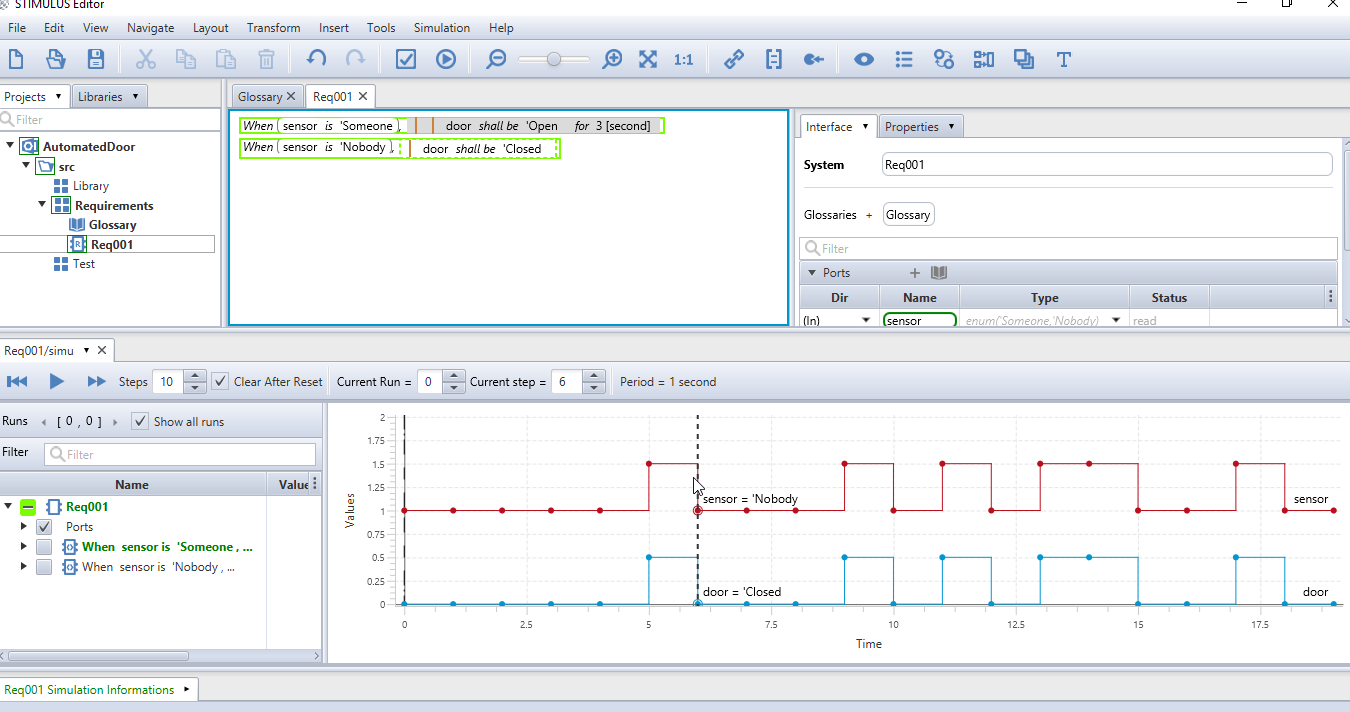 STIMULUS Editor
File Edit View Navigate Layout Transform Insert Tools Simulation Help
1:1 T
Projects Libraries
Filter
AutomatedDoor
src
Library
Requirements
Glossary
R Req001
Test
Glossary Req001
When sensor is 'Someone , door shall be 'Open for 3 [second]
When sensor is 'Nobody , door shall be 'Closed
Interface Properties
System Req001
Glossaries + Glossary
Filter
Ports +
Dir Name Type Status
(In) sensor enum('Someone,'Nobody) read
Req001/simu
Steps 10 Clear After Reset Current Run = 0 Current step = 6 Period = 1 second
Runs [ 0 , 0 ] Show all runs
Filter Filter
Name Value
Req001
Ports
When sensor is 'Someone , ...
When sensor is 'Nobody , ...
Values
2
1.75
1.5
1.25
1
0.75
0.5
0.25
0
sensor = 'Nobody
sensor
door = 'Closed
door
0 2.5 5 7.5 10 12.5 15 17.5
Time
Req001 Simulation Informations